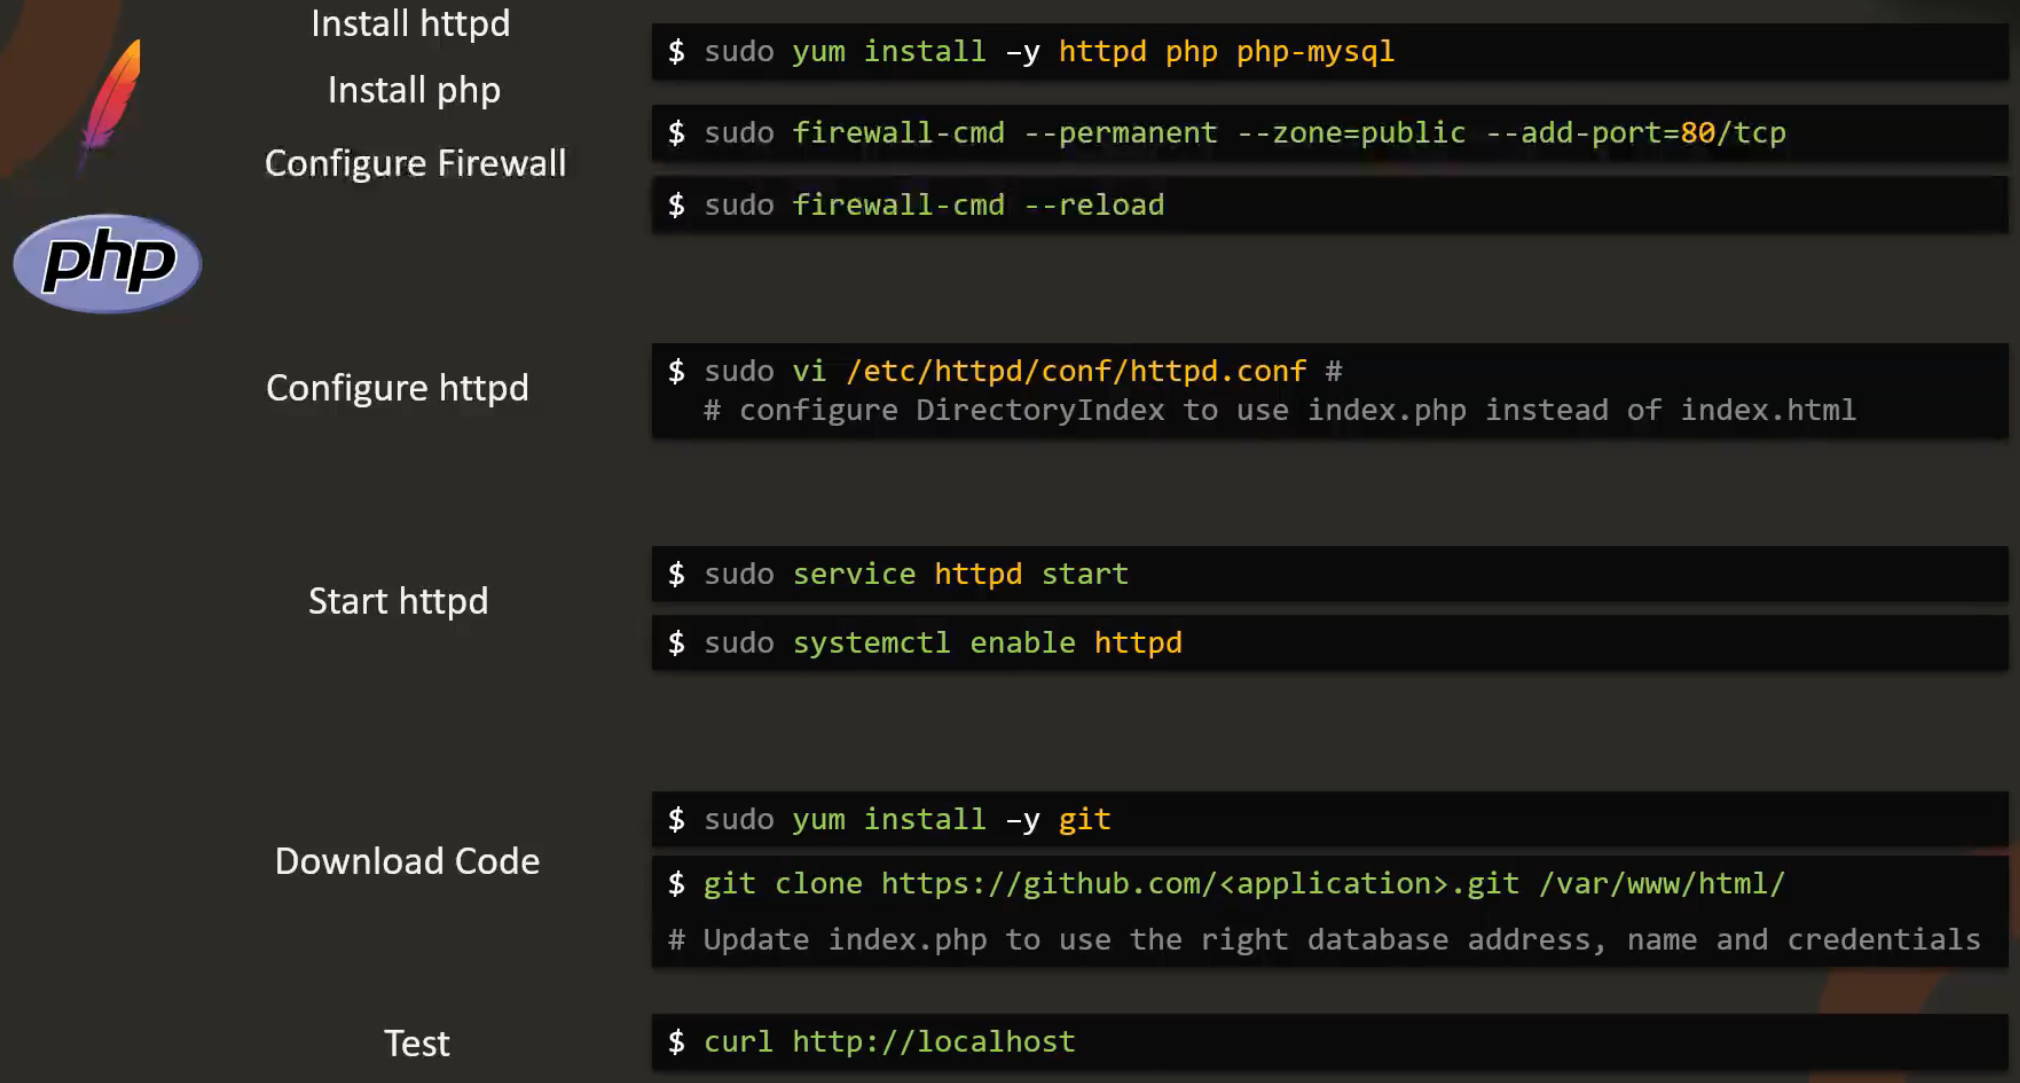 Install httpd
$ sudo yum install –y httpd php php-mysql
Install php
$ sudo firewall-cmd --permanent --zone=public --add-port=80/tcp
Configure Firewall
$ sudo firewall-cmd --reload
php
Configure httpd
$ sudo vi /etc/httpd/conf/httpd.conf #
# configure DirectoryIndex to use index.php instead of index.html
Start httpd
$ sudo service httpd start
$ sudo systemctl enable httpd
Download Code
$ sudo yum install –y git
$ git clone https://github.com/<application>.git /var/www/html/
# Update index.php to use the right database address, name and credentials
Test
$ curl http://localhost